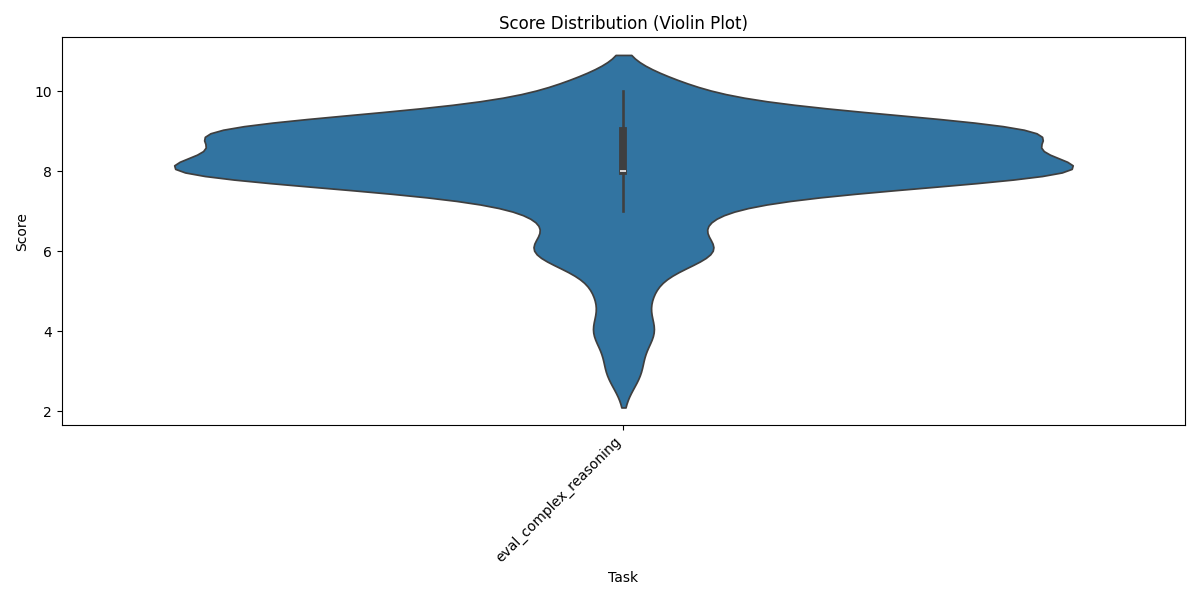 Score Distribution (Violin Plot)
10
8
6
4
2
Score
eval_complex_reasoning
Task